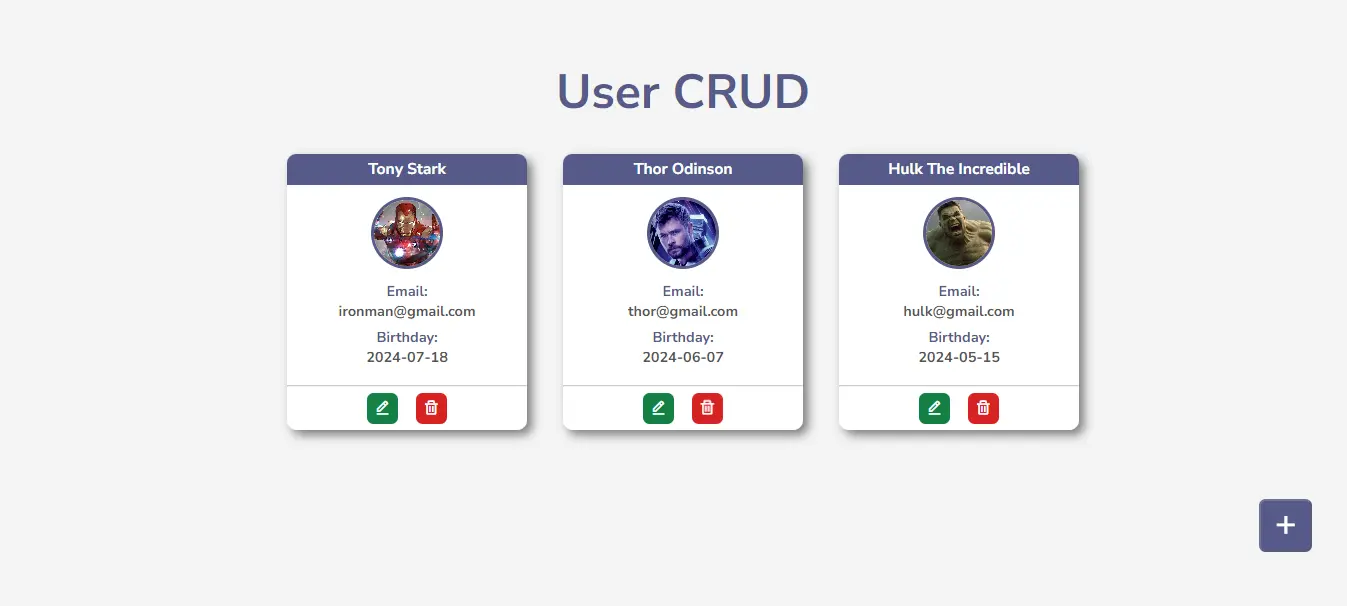 User CRUD
Tony Stark
Email:
ironman@gmail.com
Birthday:
2024-07-18
Thor Odinson
Email:
thor@gmail.com
Birthday:
2024-06-07
Hulk The Incredible
Email:
hulk@gmail.com
Birthday:
2024-05-15
+